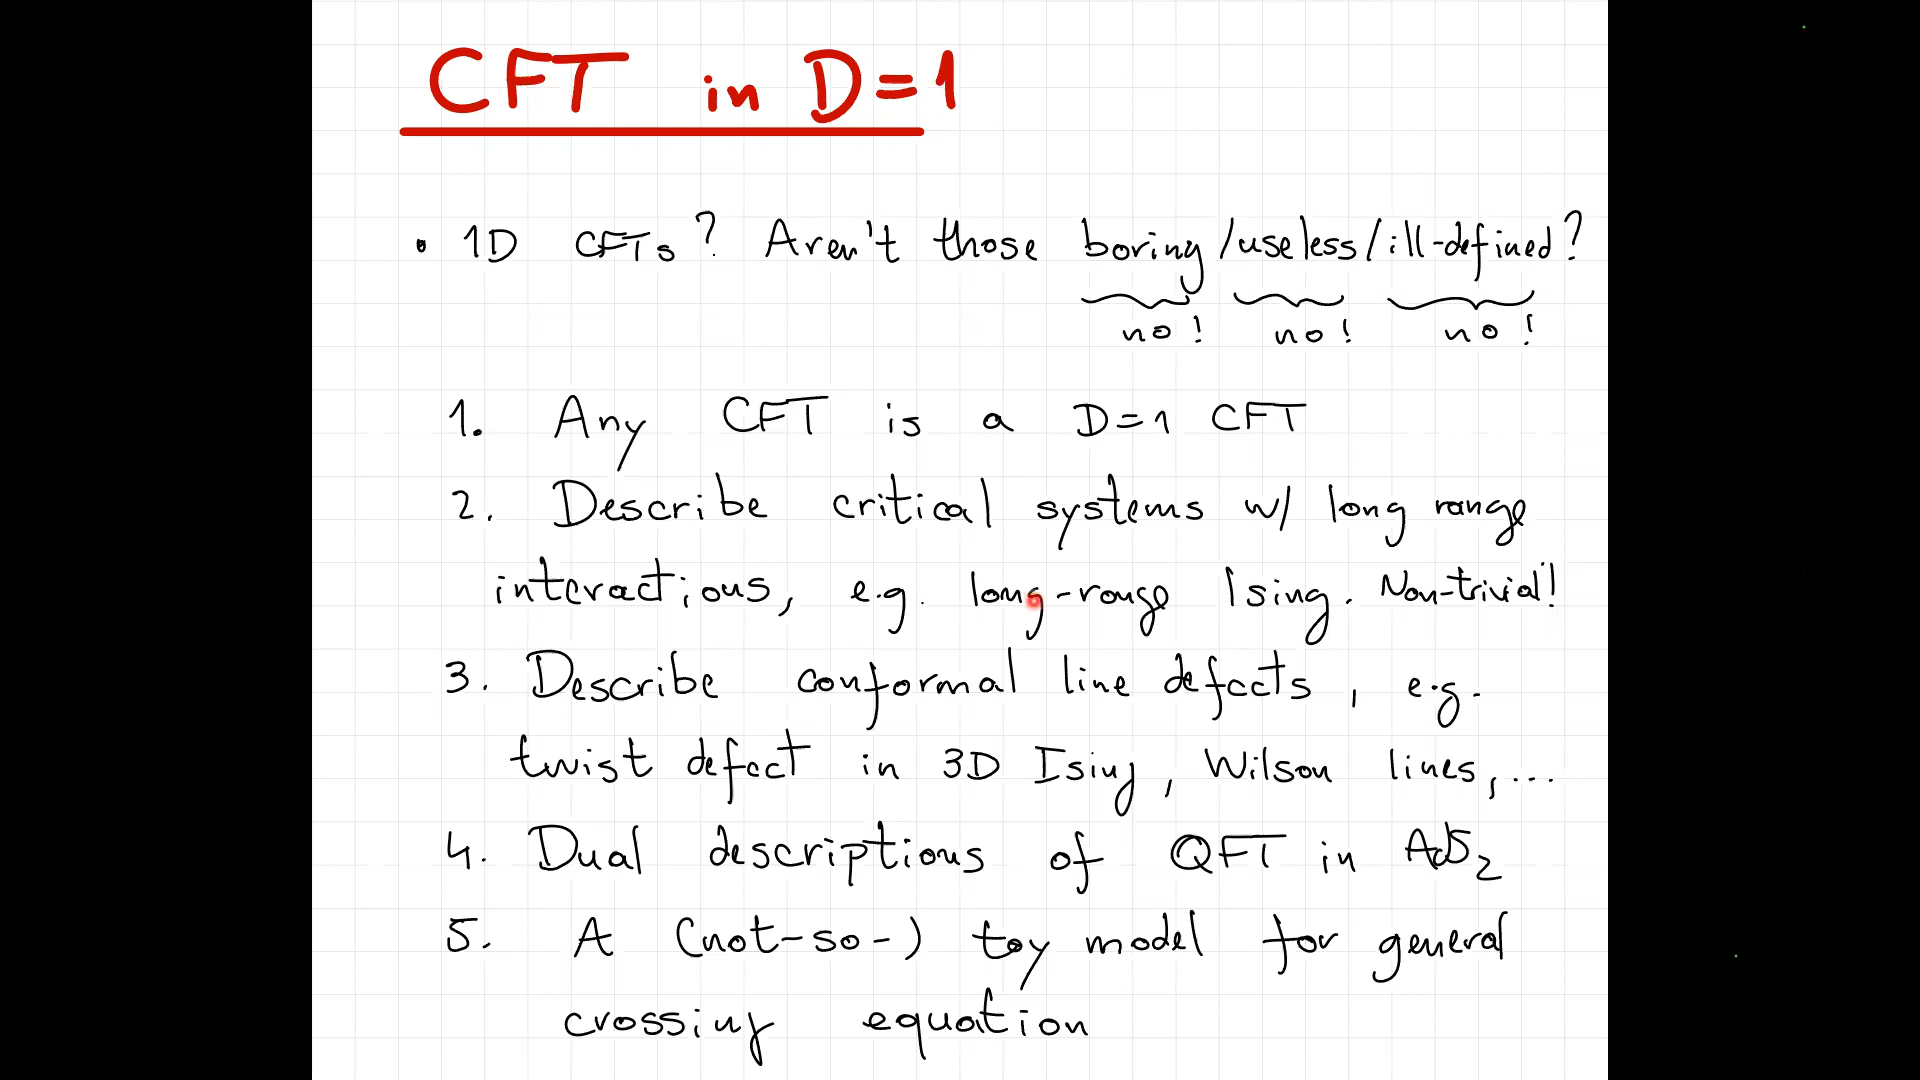 CFT in D=1
• 1D CFTs? Aren't those boring/useless/ill-defined?
no! no! no!
1. Any CFT is a D=1 CFT
2. Describe critical systems w/ long range
interactions, e.g. long-range Ising. Non-trivial!
3. Describe conformal line defects, e.g.
twist defect in 3D Ising, Wilson lines,...
4. Dual descriptions of QFT in AdS₂
5. A (not-so-) toy model for general
crossing equation